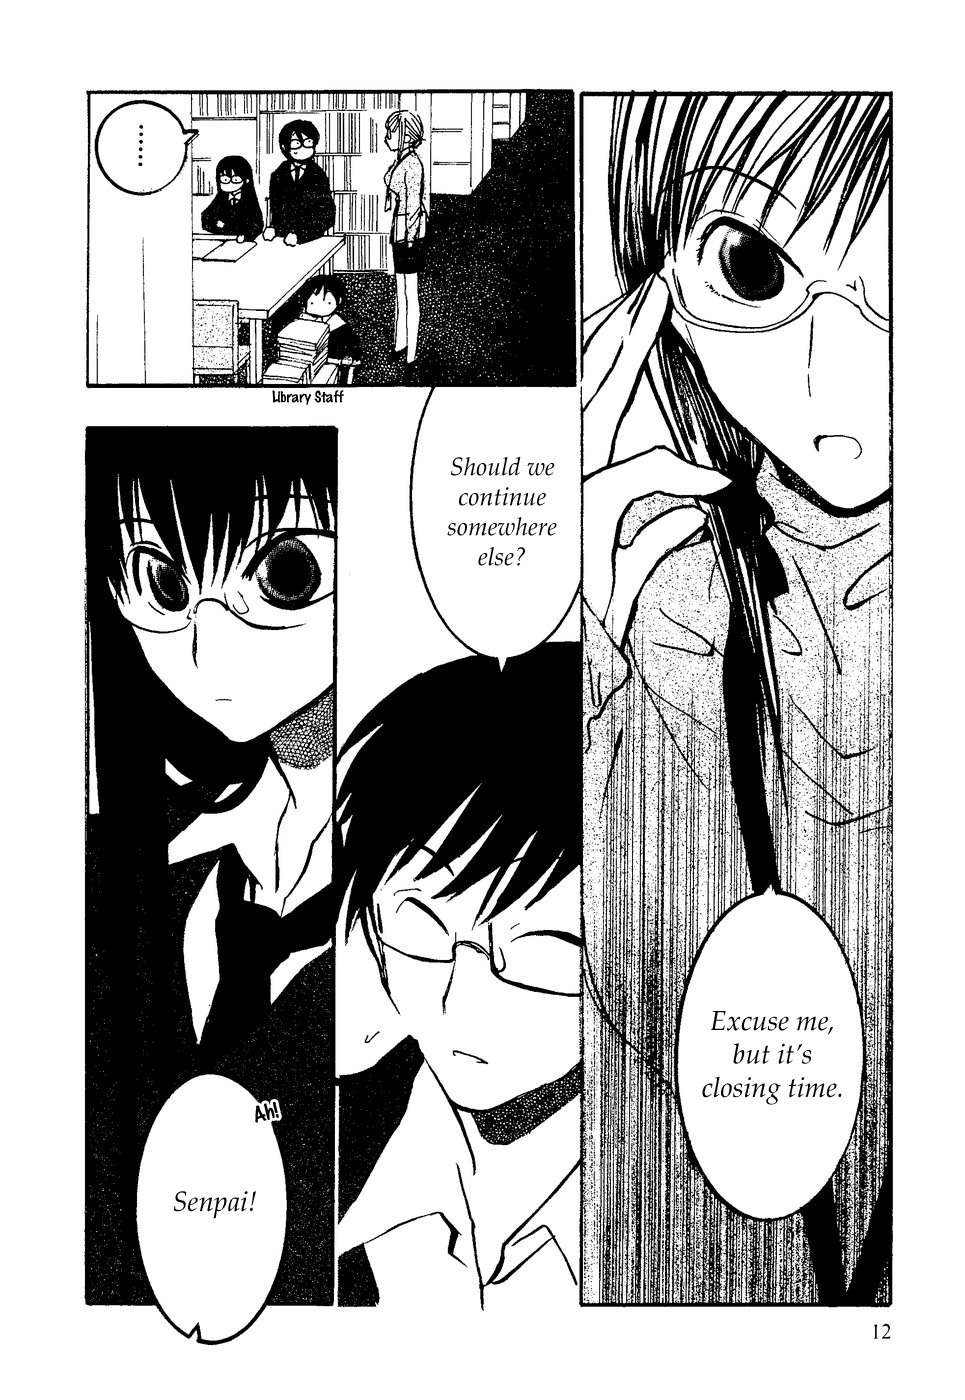 Excuse me,
but it's
closing time.
......
Library Staff
Should we
continue
somewhere
else?
Ah!
Senpai!
12